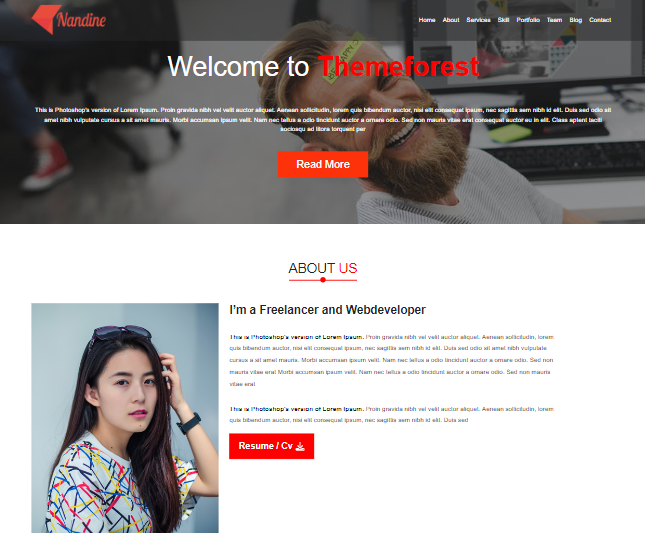 Nandine
Home About Services Skill Portfolio Team Blog Contact
Welcome to Themeforest
This is Photoshop's version of Lorem Ipsum. Proin gravida nibh vel velit auctor aliquet. Aenean sollicitudin, lorem quis bibendum auctor, nisi elit consequat ipsum, nec sagittis sem nibh id elit. Duis sed odio sit
amet nibh vulputate cursus a sit amet mauris. Morbi accumsan ipsum velit. Nam nec tellus a odio tincidunt auctor a ornare odio. Sed non mauris vitae erat consequat auctor eu in elit. Class aptent taciti
sociosqu ad litora torquent per
Read More
ABOUT US
I'm a Freelancer and Webdeveloper
This is Photoshop's version of Lorem Ipsum. Proin gravida nibh vel velit auctor aliquet. Aenean sollicitudin, lorem
quis bibendum auctor, nisi elit consequat ipsum, nec sagittis sem nibh id elit. Duis sed odio sit amet nibh vulputate
cursus a sit amet mauris. Morbi accumsan ipsum velit. Nam nec tellus a odio tincidunt auctor a ornare odio. Sed non
mauris vitae erat Morbi accumsan ipsum velit. Nam nec tellus a odio tincidunt auctor a ornare odio. Sed non mauris
vitae erat
This is Photoshop's version of Lorem Ipsum. Proin gravida nibh vel velit auctor aliquet. Aenean sollicitudin, lorem
quis bibendum auctor, nisi elit consequat ipsum, nec sagittis sem nibh id elit. Duis sed
Resume / Cv